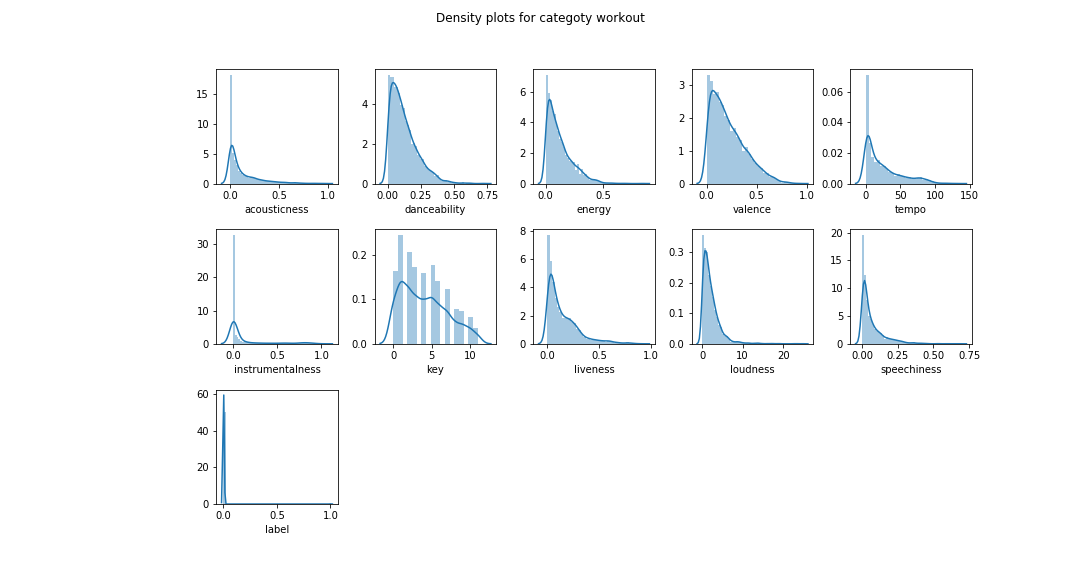 Density plots for categoty workout
15
10
5
0
0.0 0.5 1.0
acousticness
4
2
0
0.00 0.25 0.50 0.75
danceability
6
4
2
0
0.0 0.5
energy
3
2
1
0
0.0 0.5 1.0
valence
0.06
0.04
0.02
0.00
0 50 100 150
tempo
30
20
10
0
0.0 0.5 1.0
instrumentalness
0.2
0.1
0.0
0 5 10
key
8
6
4
2
0
0.0 0.5 1.0
liveness
0.3
0.2
0.1
0.0
0 10 20
loudness
20
15
10
5
0
0.00 0.25 0.50 0.75
speechiness
60
40
20
0
0.0 0.5 1.0
label